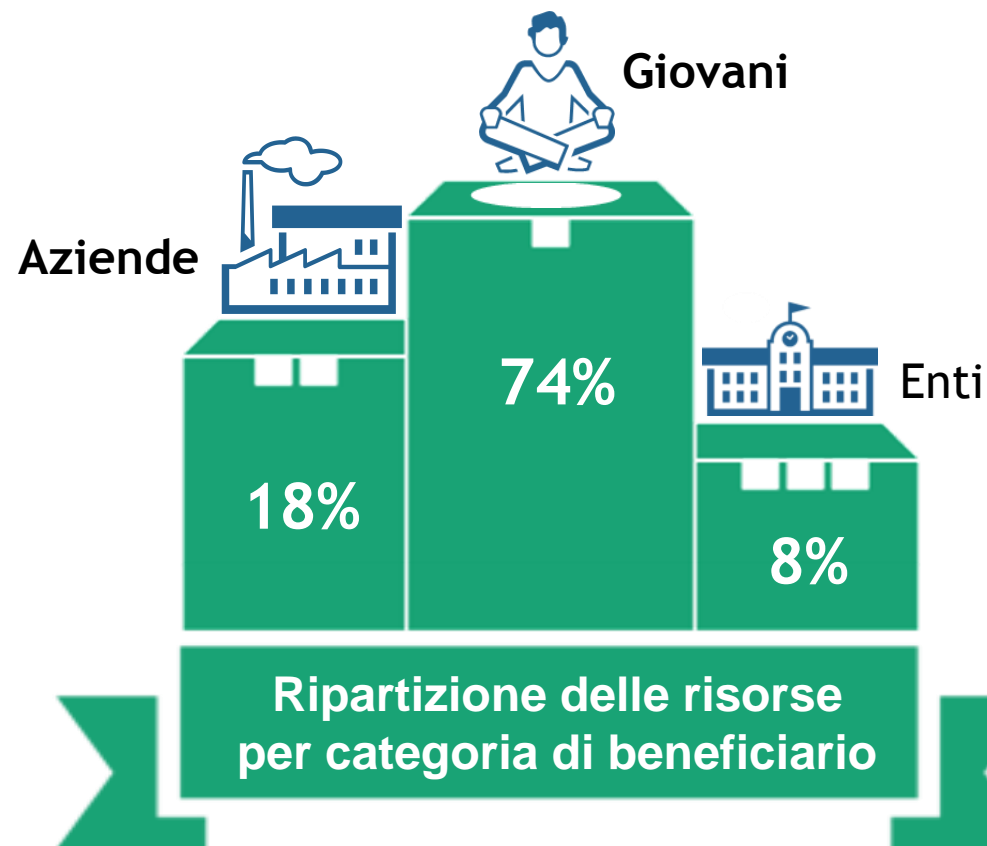 Giovani
Aziende
74%
Enti
18%
8%
Ripartizione delle risorse
per categoria di beneficiario